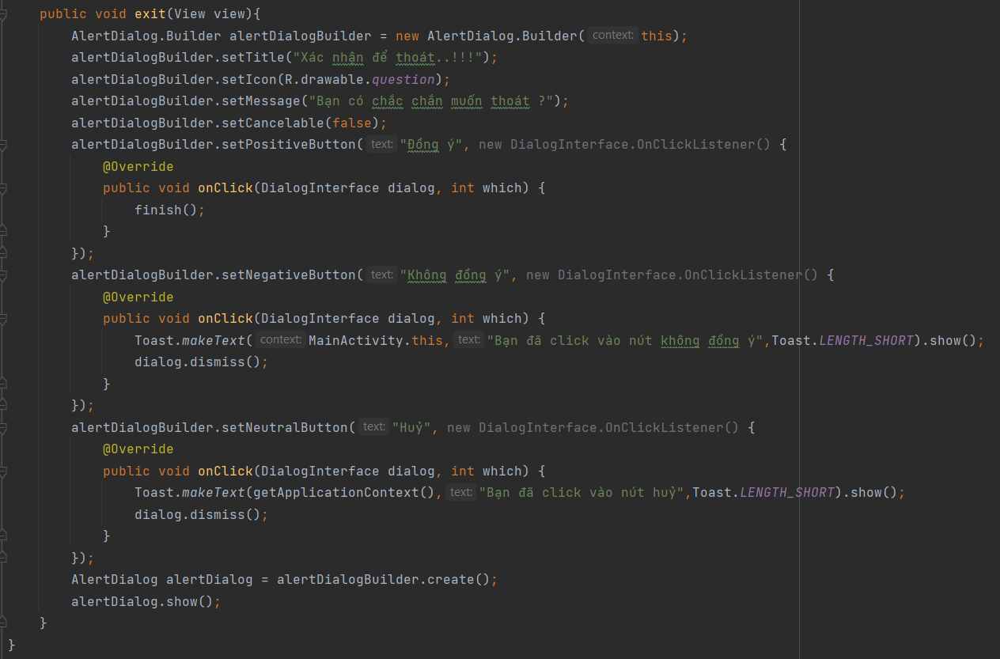 public void exit(View view){
AlertDialog.Builder alertDialogBuilder = new AlertDialog.Builder( context: this);
alertDialogBuilder.setTitle("Xác nhận để thoát..!!!");
alertDialogBuilder.setIcon(R.drawable.question);
alertDialogBuilder.setMessage("Bạn có chắc chắn muốn thoát ?");
alertDialogBuilder.setCancelable(false);
alertDialogBuilder.setPositiveButton( text: "Đồng ý", new DialogInterface.OnClickListener() {
@Override
public void onClick(DialogInterface dialog, int which) {
finish();
}
});
alertDialogBuilder.setNegativeButton( text: "Không đồng ý", new DialogInterface.OnClickListener() {
@Override
public void onClick(DialogInterface dialog, int which) {
Toast.makeText( context: MainActivity.this, text: "Bạn đã click vào nút không đồng ý",Toast.LENGTH_SHORT).show();
dialog.dismiss();
}
});
alertDialogBuilder.setNeutralButton( text: "Huỷ", new DialogInterface.OnClickListener() {
@Override
public void onClick(DialogInterface dialog, int which) {
Toast.makeText(getApplicationContext(), text: "Bạn đã click vào nút huỷ",Toast.LENGTH_SHORT).show();
dialog.dismiss();
}
});
AlertDialog alertDialog = alertDialogBuilder.create();
alertDialog.show();
}
}